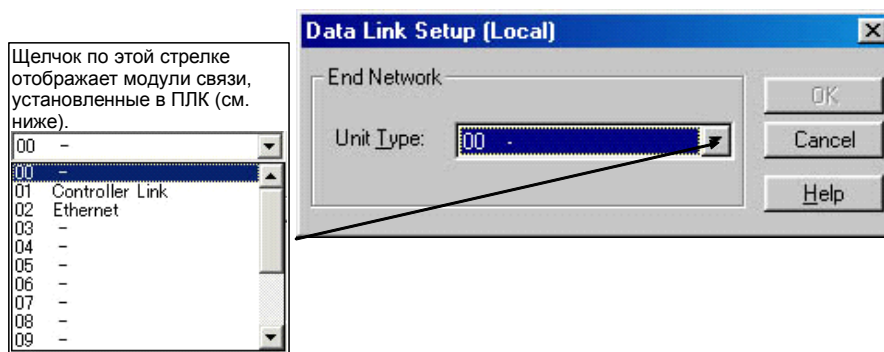 Щелчок по этой стрелке
отображает модули связи,
установленные в ПЛК (см.
ниже).
00 –
00 –
01 Controller Link
02 Ethernet
03 –
04 –
05 –
06 –
07 –
08 –
09 –
Data Link Setup (Local)
End Network
Unit Type:
00 -
OK
Cancel
Help